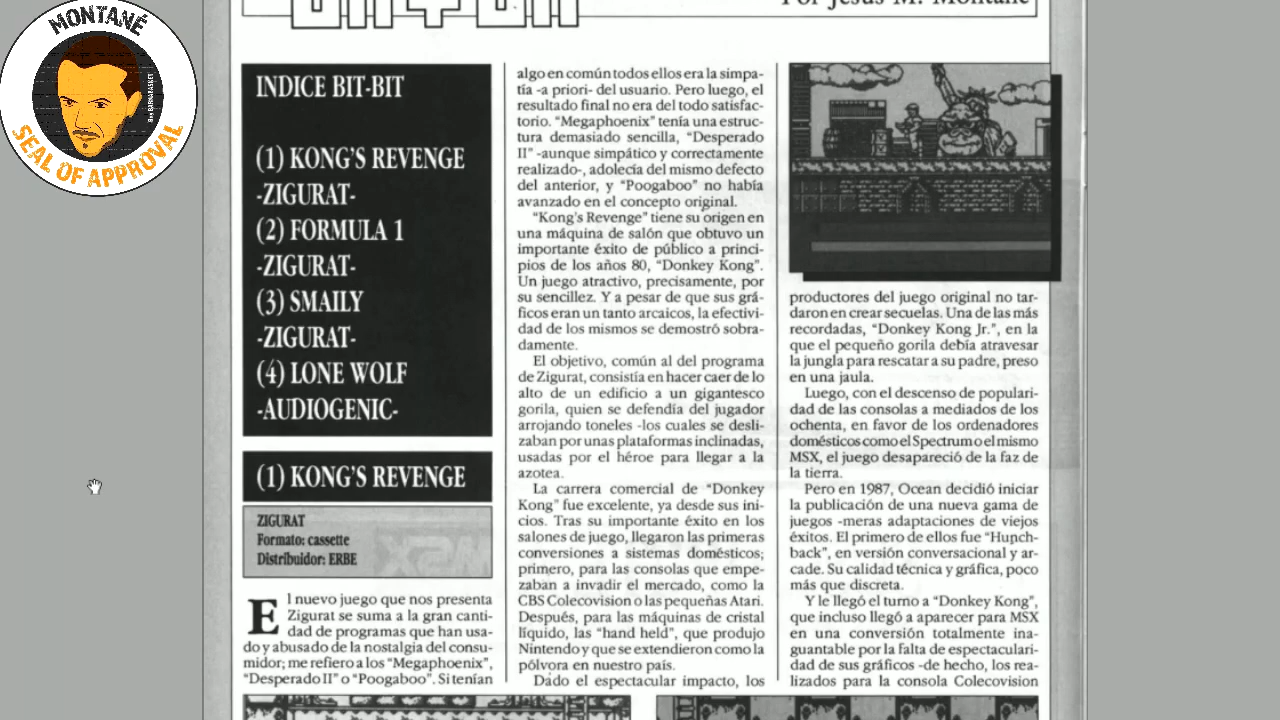 MONTANÉ
SEAL OF APPROVAL
Por Jesús M. Montané
INDICE BIT-BIT
(1) KONG'S REVENGE
-ZIGURAT-
(2) FORMULA 1
-ZIGURAT-
(3) SMAILY
-ZIGURAT-
(4) LONE WOLF
-AUDIOGENIC-
(1) KONG'S REVENGE
ZIGURAT
Formato: cassette
Distribuidor: ERBE
MSX
El nuevo juego que nos presenta
Zigurat se suma a la gran canti-
dad de programas que han usa-
do y abusado de la nostalgia del consu-
midor; me refiero a los “Megaphoenix”,
“Desperado II” o “Poogaboo”. Si tenían
algo en común todos ellos era la simpa-
tía -a priori- del usuario. Pero luego, el
resultado final no era del todo satisfac-
torio. “Megaphoenix” tenía una estruc-
tura demasiado sencilla, “Desperado
II” -aunque simpático y correctamente
realizado-, adolecía del mismo defecto
del anterior, y “Poogaboo” no había
avanzado en el concepto original.
“Kong's Revenge” tiene su origen en
una máquina de salón que obtuvo un
importante éxito de público a princi-
pios de los años 80, “Donkey Kong”.
Un juego atractivo, precisamente, por
su sencillez. Y a pesar de que sus grá-
ficos eran un tanto arcaicos, la efectivi-
dad de los mismos se demostró sobra-
damente.
El objetivo, común al del programa
de Zigurat, consistía en hacer caer de lo
alto de un edificio a un gigantesco
gorila, quien se defendía del jugador
arrojando toneles -los cuales se desli-
zaban por unas plataformas inclinadas,
usadas por el héroe para llegar a la
azotea.
La carrera comercial de “Donkey
Kong” fue excelente, ya desde sus ini-
cios. Tras su importante éxito en los
salones de juego, llegaron las primeras
conversiones a sistemas domésticos;
primero, para las consolas que empe-
zaban a invadir el mercado, como la
CBS Colecovision o las pequeñas Atari.
Después, para las máquinas de cristal
líquido, las “hand held”, que produjo
Nintendo y que se extendieron como la
pólvora en nuestro país.
Dado el espectacular impacto, los
productores del juego original no tar-
daron en crear secuelas. Una de las más
recordadas, “Donkey Kong Jr.”, en la
que el pequeño gorila debía atravesar
la jungla para rescatar a su padre, preso
en una jaula.
Luego, con el descenso de populari-
dad de las consolas a mediados de los
ochenta, en favor de los ordenadores
domésticos como el Spectrum o el mismo
MSX, el juego desapareció de la faz de
la tierra.
Pero en 1987, Ocean decidió iniciar
la publicación de una nueva gama de
juegos -meras adaptaciones de viejos
éxitos. El primero de ellos fue “Hunch-
back”, en versión conversacional y ar-
cade. Su calidad técnica y gráfica, poco
más que discreta.
Y le llegó el turno a “Donkey Kong”,
que incluso llegó a aparecer para MSX
en una conversión totalmente ina-
guantable por la falta de espectaculari-
dad de sus gráficos -de hecho, los rea-
lizados para la consola Colecovision